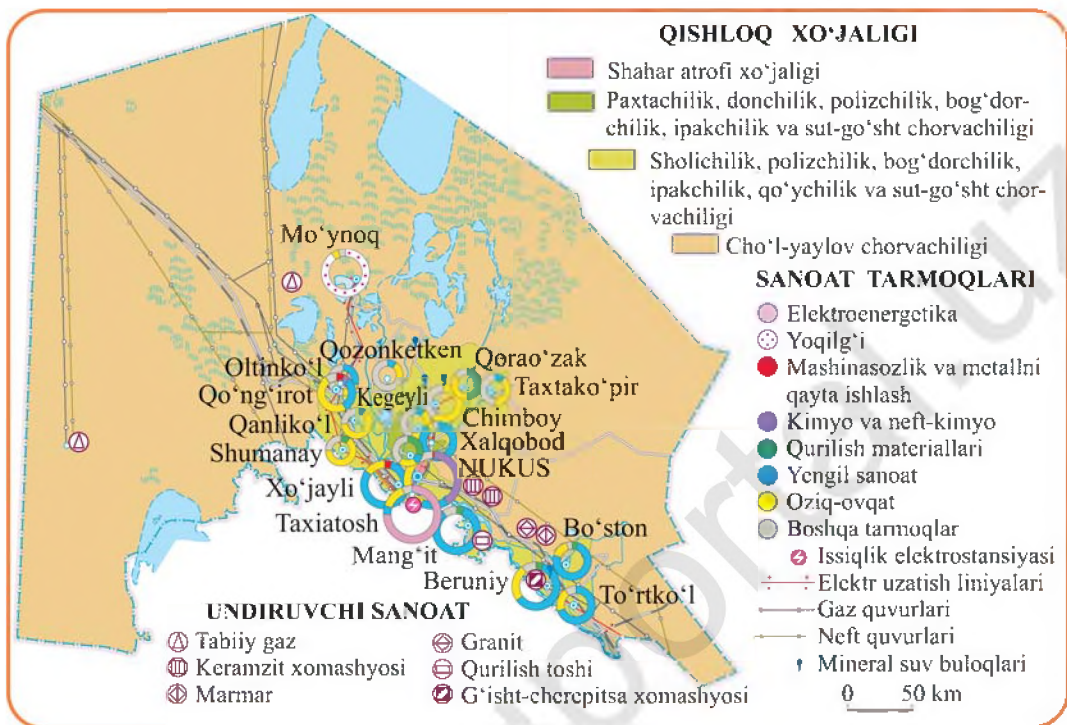 QISHLOQ XO‘JALIGI
Shahar atrofi xo‘jaligi
Paxtachilik, donchilik, polizchilik, bog‘dor-
chilik, ipakchilik va sut-go‘sht chorvachiligi
Sholichilik, polizchilik, bog‘dorchilik,
ipakchilik, qo‘ychilik va sut-go‘sht chor-
vachiligi
Cho‘l-yaylov chorvachiligi
SANOAT TARMOQLARI
Elektroenergetika
Yoqilg‘i
Mashinasozlik va metallni
qayta ishlash
Kimyo va neft-kimyo
Qurilish materiallari
Yengil sanoat
Oziq-ovqat
Boshqa tarmoqlar
Issiqlik elektrostansiyasi
Elektr uzatish liniyalari
Gaz quvurlari
Neft quvurlari
Mineral suv buloqlari
0 50 km
Mo‘ynoq
Qozonketken
Qorao‘zak
Oltinko‘l
Taxtako‘pir
Qo‘ng‘irot
Kegeyli
Chimboy
Qanliko‘l
Xalqobod
Shumanay
NUKUS
Xo‘jayli
Taxiatosh
Mang‘it
Bo‘ston
Beruniy
To‘rtko‘l
UNDIRUVCHI SANOAT
Tabiiy gaz
Keramzit xomashyosi
Marmar
Granit
Qurilish toshi
G‘isht-cherepitsa xomashyosi